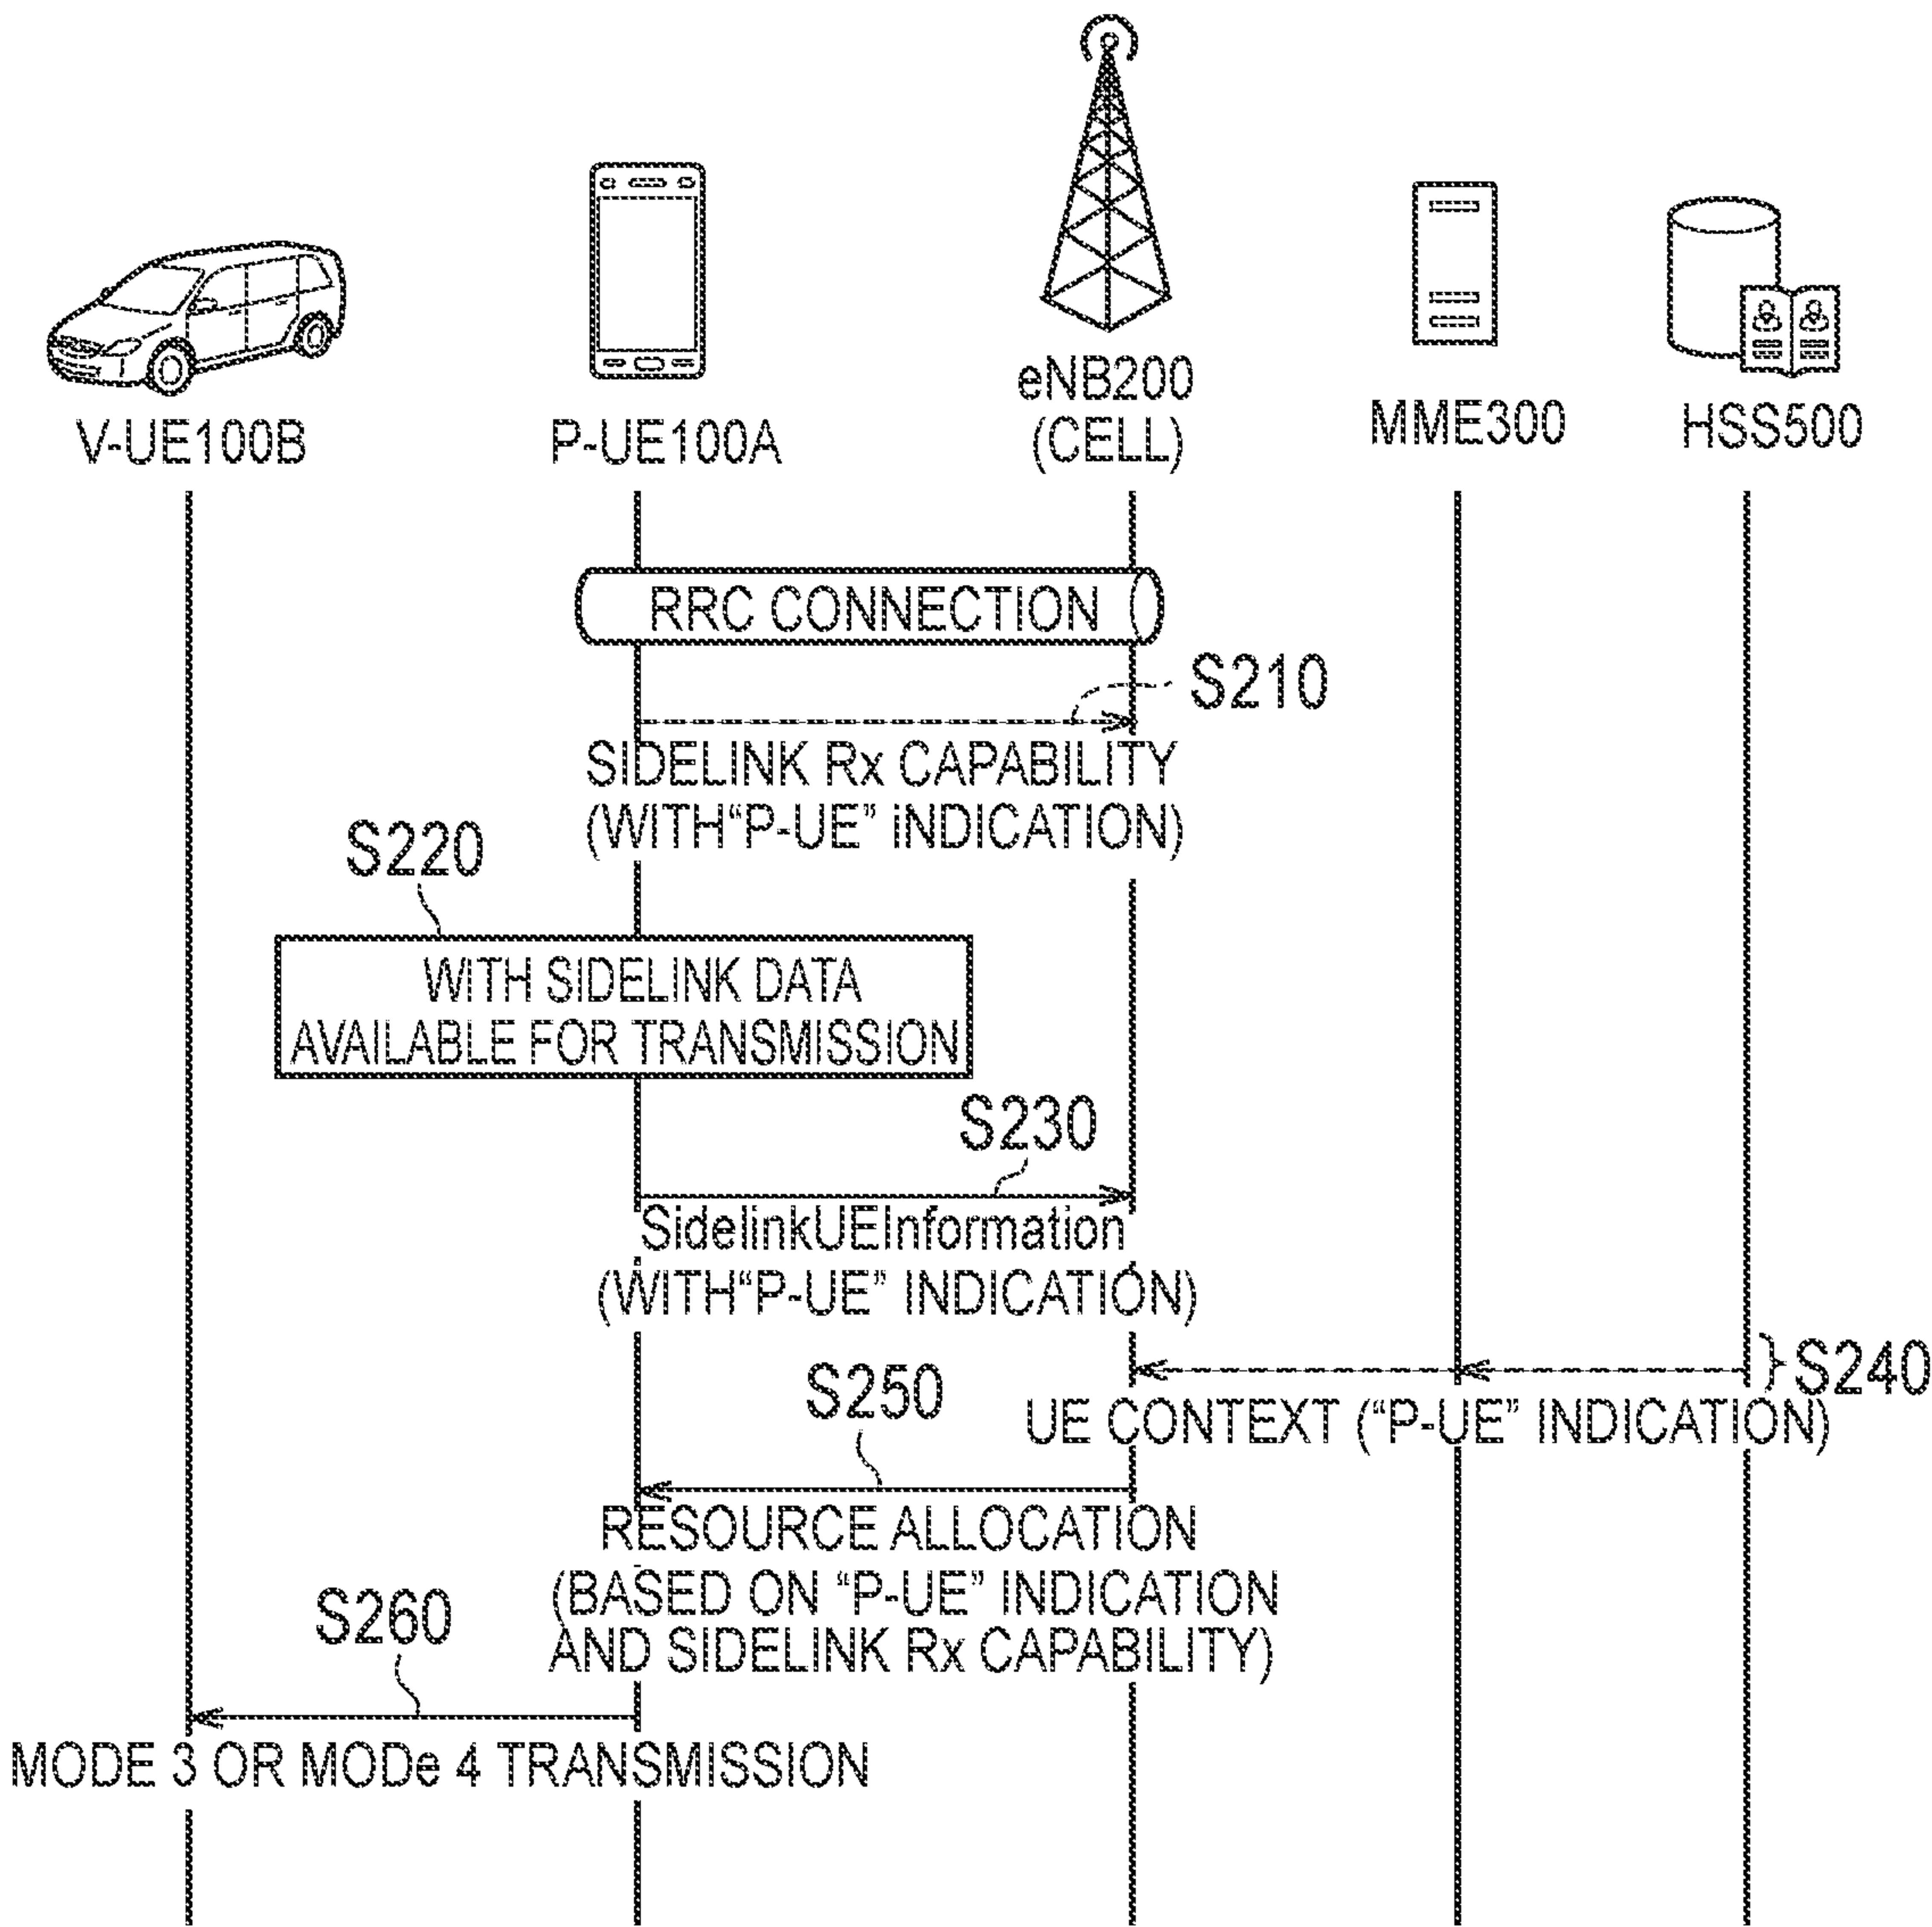 V-UE100B
P-UE100A
eNB200
(CELL)
MME300
HSS500
RRC CONNECTION
S210
SIDELINK Rx CAPABILITY
(WITH"P-UE" iNDICATION)
S220
WITH SIDELINK DATA
AVAILABLE FOR TRANSMISSION
S230
SidelinkUEInformation
(WITH"P-UE" INDICATION)
S240
UE CONTEXT ("P-UE" INDICATION)
S250
RESOURCE ALLOCATION
(BASED ON "P-UE" INDICATION
AND SIDELINK Rx CAPABILITY)
S260
MODE 3 OR MODe 4 TRANSMISSION